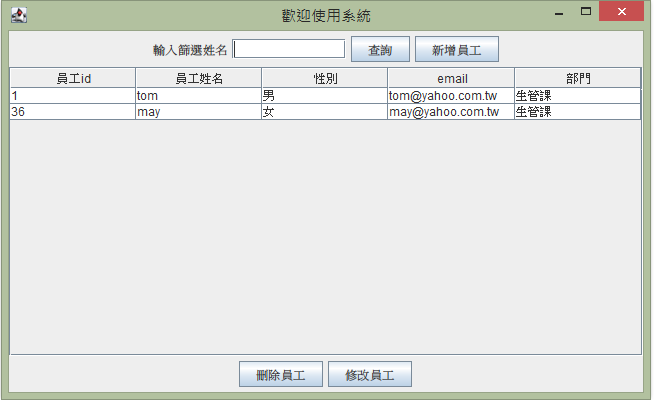 歡迎使用系統
輸入篩選姓名 查詢 新增員工
員工id 員工姓名 性別 email 部門
1 tom 男 tom@yahoo.com.tw 生管課
36 may 女 may@yahoo.com.tw 生管課
刪除員工 修改員工